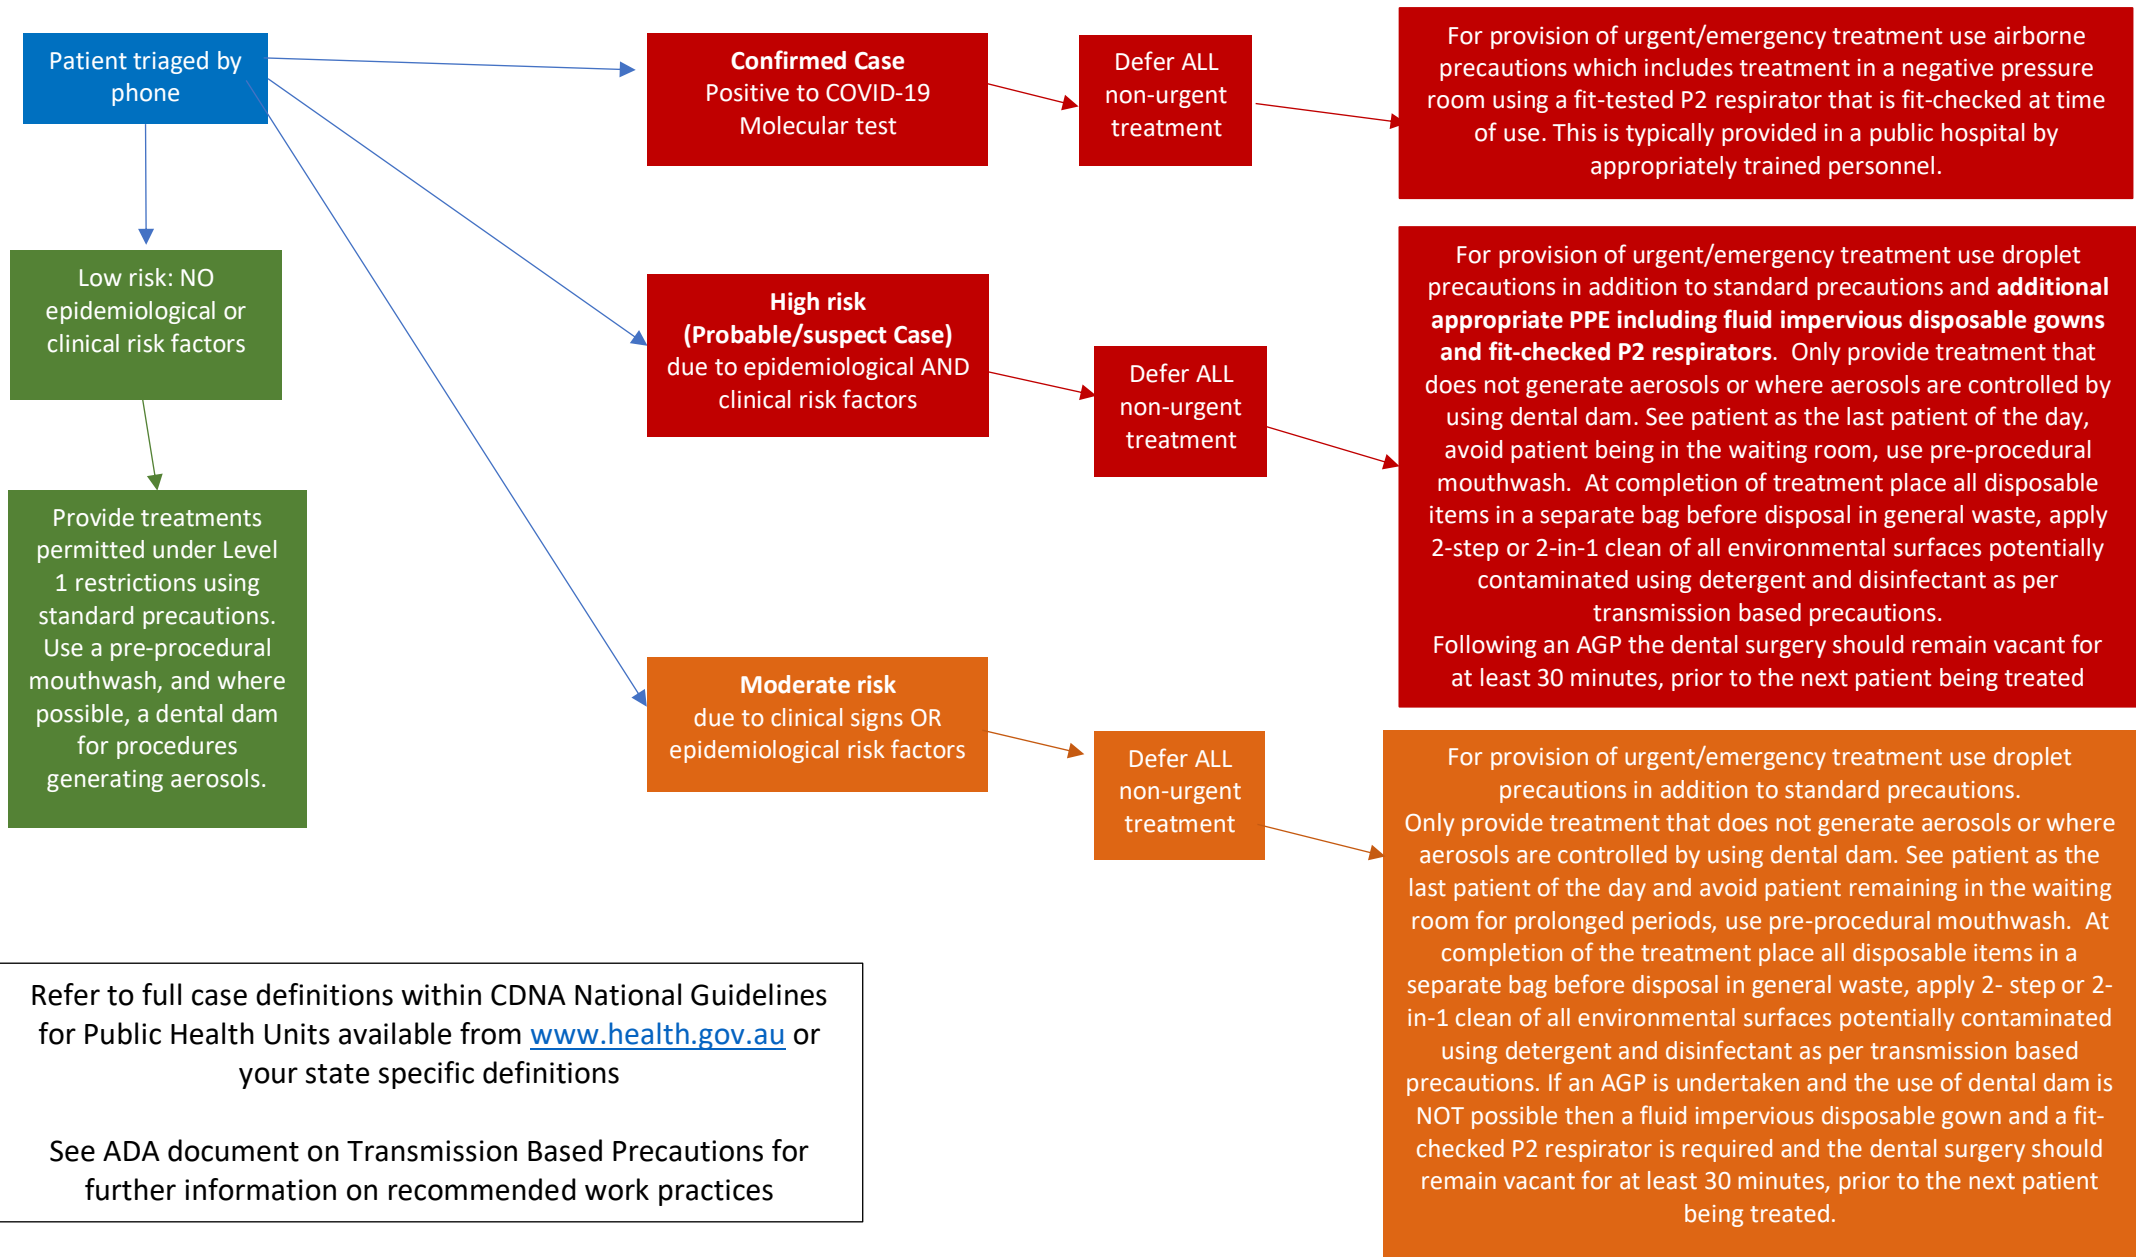 Patient triaged by
phone
Low risk: NO
epidemiological or
clinical risk factors
Provide treatments
permitted under Level
1 restrictions using
standard precautions.
Use a pre-procedural
mouthwash, and where
possible, a dental dam
for procedures
generating aerosols.
Confirmed Case
Positive to COVID-19
Molecular test
Defer ALL
non-urgent
treatment
For provision of urgent/emergency treatment use airborne
precautions which includes treatment in a negative pressure
room using a fit-tested P2 respirator that is fit-checked at time
of use. This is typically provided in a public hospital by
appropriately trained personnel.
High risk
(Probable/suspect Case)
due to epidemiological AND
clinical risk factors
Defer ALL
non-urgent
treatment
For provision of urgent/emergency treatment use droplet
precautions in addition to standard precautions and additional
appropriate PPE including fluid impervious disposable gowns
and fit-checked P2 respirators. Only provide treatment that
does not generate aerosols or where aerosols are controlled by
using dental dam. See patient as the last patient of the day,
avoid patient being in the waiting room, use pre-procedural
mouthwash. At completion of treatment place all disposable
items in a separate bag before disposal in general waste, apply
2-step or 2-in-1 clean of all environmental surfaces potentially
contaminated using detergent and disinfectant as per
transmission based precautions.
Following an AGP the dental surgery should remain vacant for
at least 30 minutes, prior to the next patient being treated
Moderate risk
due to clinical signs OR
epidemiological risk factors
Defer ALL
non-urgent
treatment
For provision of urgent/emergency treatment use droplet
precautions in addition to standard precautions.
Only provide treatment that does not generate aerosols or where
aerosols are controlled by using dental dam. See patient as the
last patient of the day and avoid patient remaining in the waiting
room for prolonged periods, use pre-procedural mouthwash. At
completion of the treatment place all disposable items in a
separate bag before disposal in general waste, apply 2- step or 2-
in-1 clean of all environmental surfaces potentially contaminated
using detergent and disinfectant as per transmission based
precautions. If an AGP is undertaken and the use of dental dam is
NOT possible then a fluid impervious disposable gown and a fit-
checked P2 respirator is required and the dental surgery should
remain vacant for at least 30 minutes, prior to the next patient
being treated.
Refer to full case definitions within CDNA National Guidelines
for Public Health Units available from www.health.gov.au or
your state specific definitions
See ADA document on Transmission Based Precautions for
further information on recommended work practices